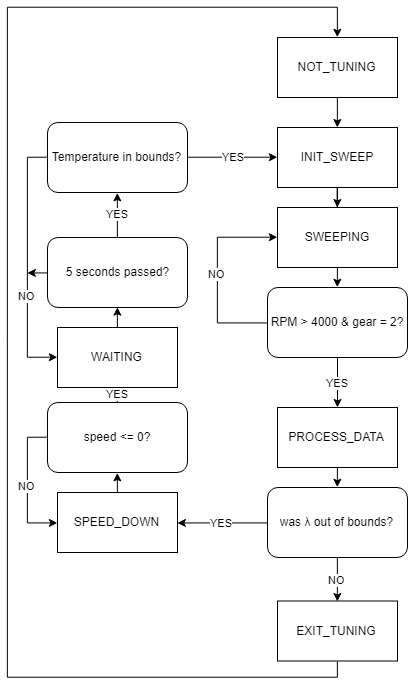 NOT_TUNING
Temperature in bounds?
YES
INIT_SWEEP
YES
SWEEPING
5 seconds passed?
NO
NO
RPM > 4000 & gear = 2?
WAITING
YES
YES
speed <= 0?
PROCESS_DATA
NO
SPEED_DOWN
YES
was λ out of bounds?
NO
EXIT_TUNING